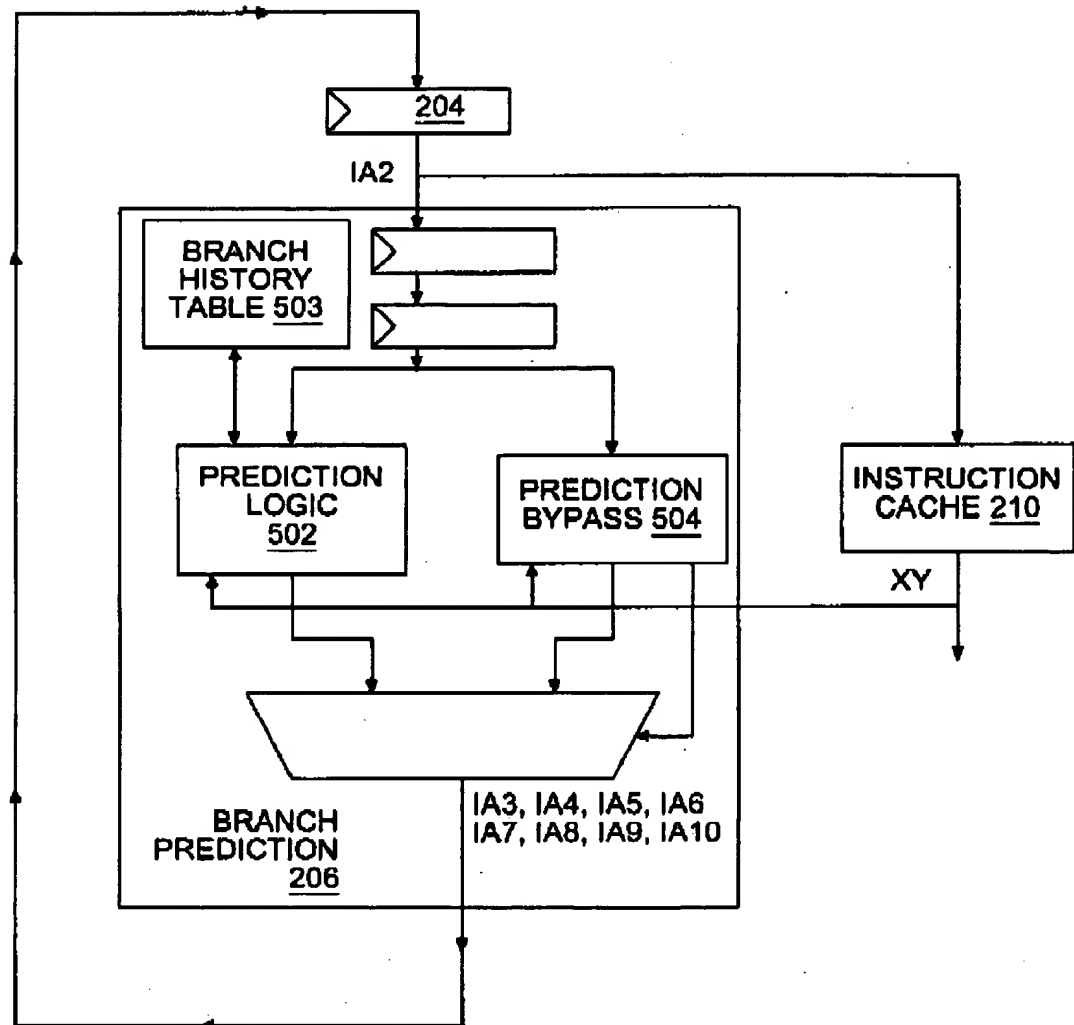 204
IA2
BRANCH
HISTORY
TABLE 503
PREDICTION
LOGIC
502
PREDICTION
BYPASS 504
INSTRUCTION
CACHE 210
XY
IA3, IA4, IA5, IA6
IA7, IA8, IA9, IA10
BRANCH
PREDICTION
206